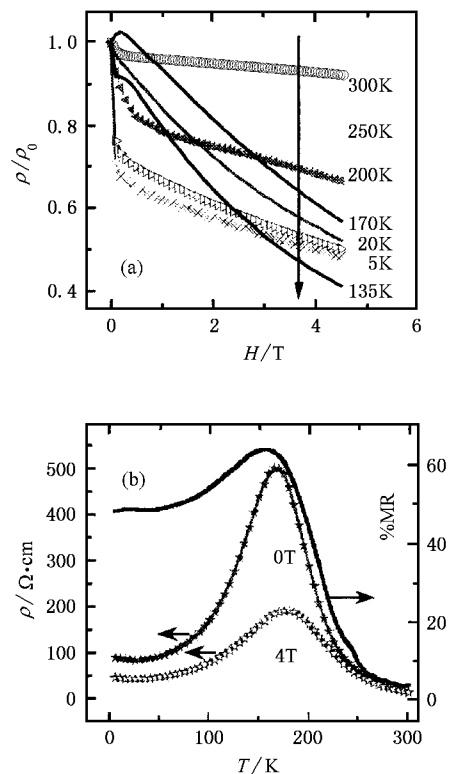 1.0
0.8
0.6
0.4
ρ/ρ₀
300K
250K
200K
170K
20K
5K
135K
(a)
0 2 4 6
H/T
(b)
500
400
300
200
100
0
ρ/Ω•cm
0T
4T
60
40
20
0
%MR
0 100 200 300
T/K